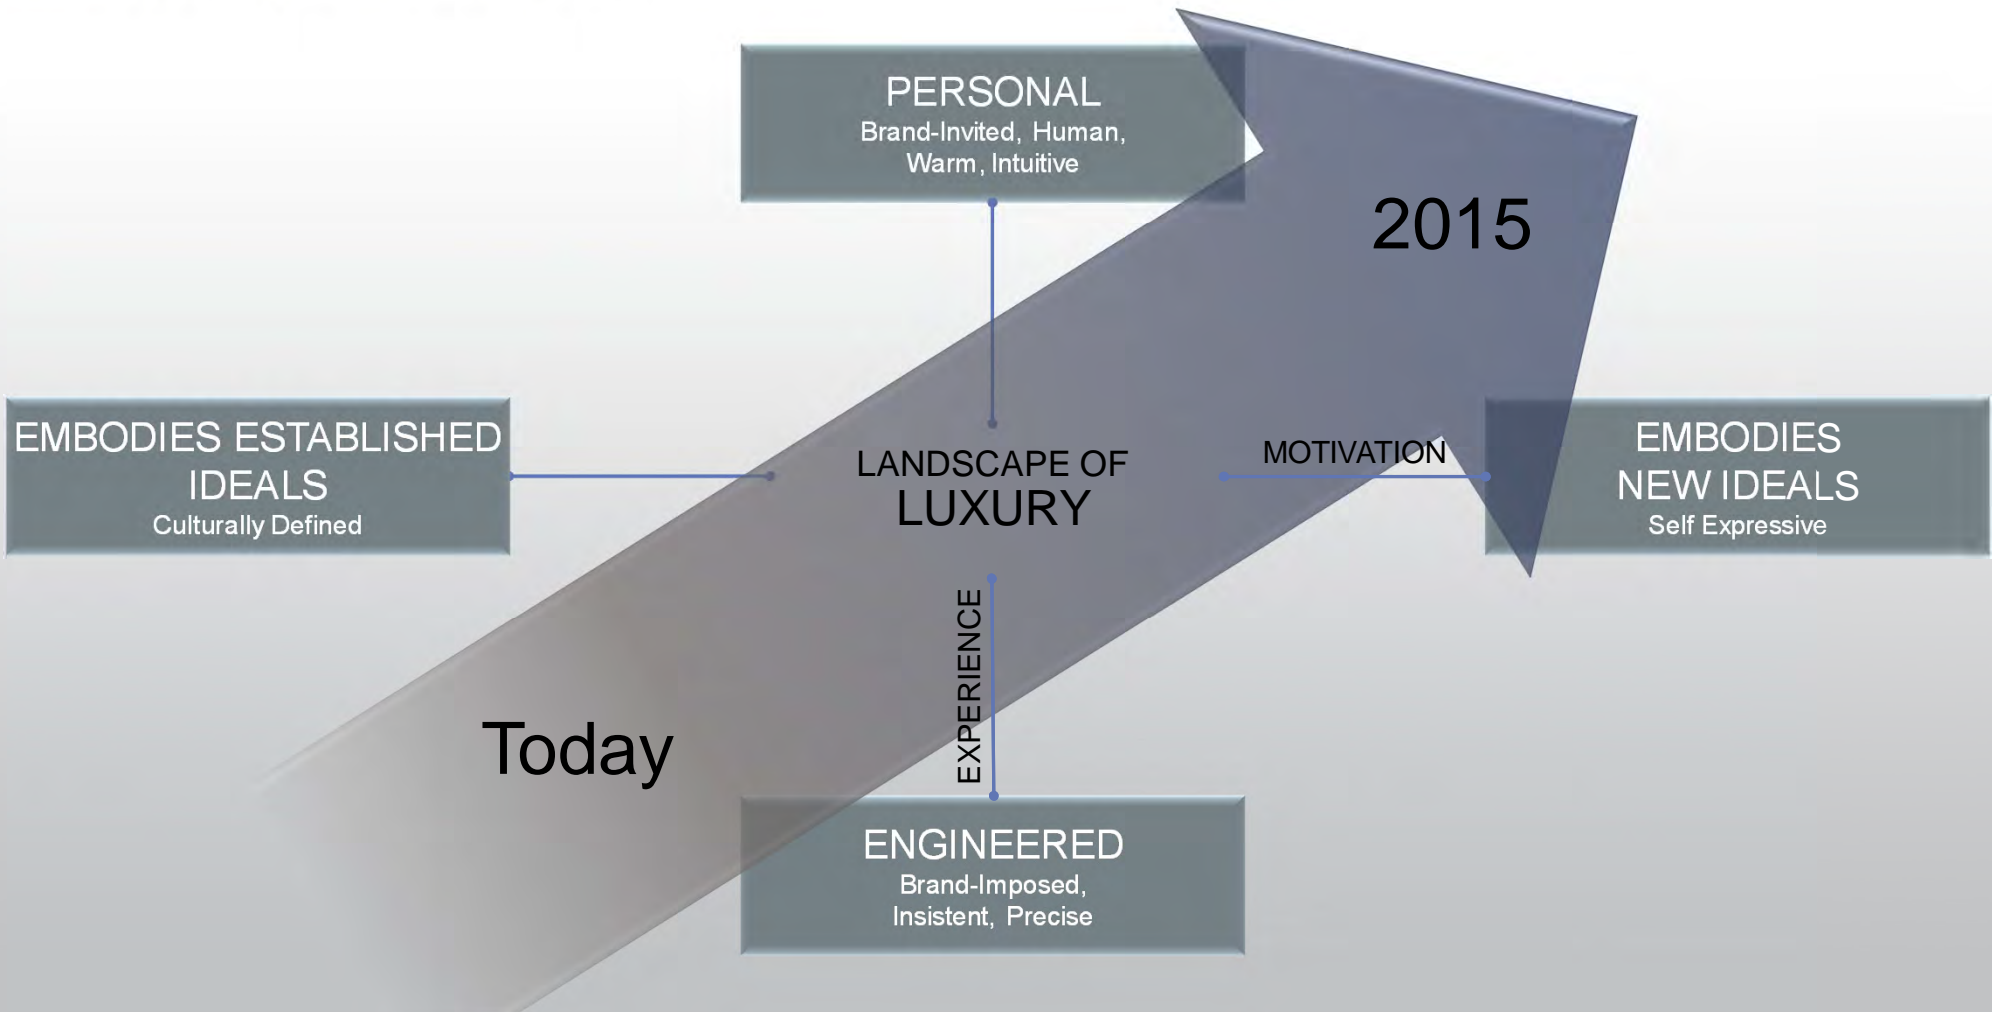 PERSONAL
Brand-Invited, Human,
Warm, Intuitive
2015
EMBODIES ESTABLISHED
IDEALS
Culturally Defined
LANDSCAPE OF
LUXURY
MOTIVATION
EMBODIES
NEW IDEALS
Self Expressive
EXPERIENCE
Today
ENGINEERED
Brand-Imposed,
Insistent, Precise